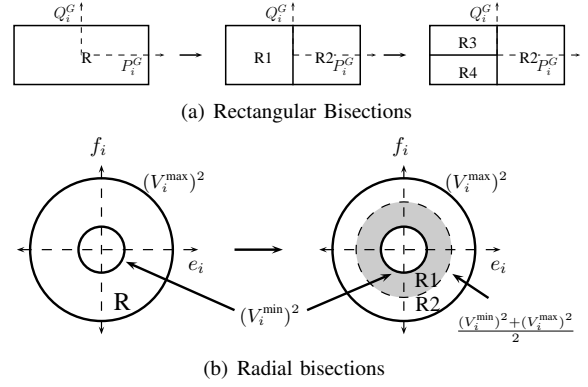 Q_i^G Q_i^G Q_i^G
R P_i^G R1 R2 P_i^G R3 R4 R2 P_i^G
(a) Rectangular Bisections
f_i f_i
(V_i^max)^2 (V_i^max)^2
e_i e_i
R (V_i^min)^2 R1
R2
(V_i^min)^2+(V_i^max)^2
2
(b) Radial bisections